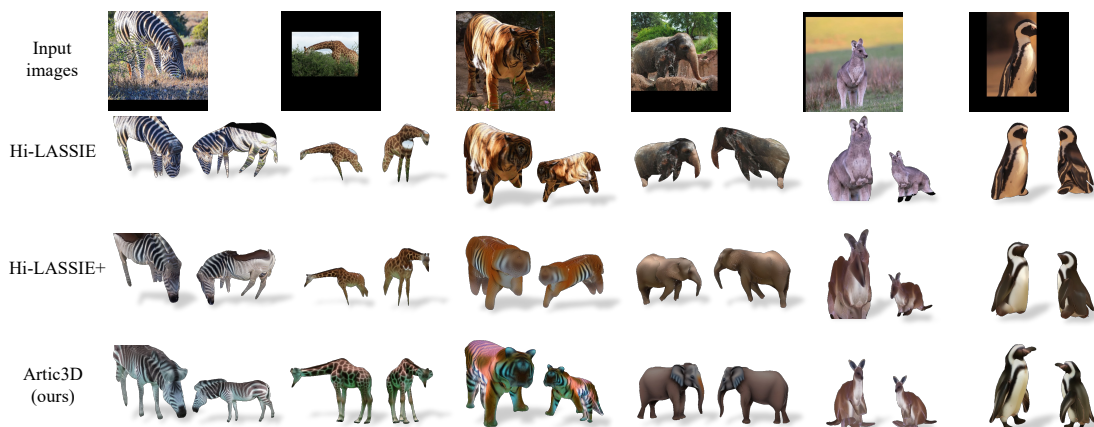 Input
images
Hi-LASSIE
Hi-LASSIE+
Artic3D
(ours)